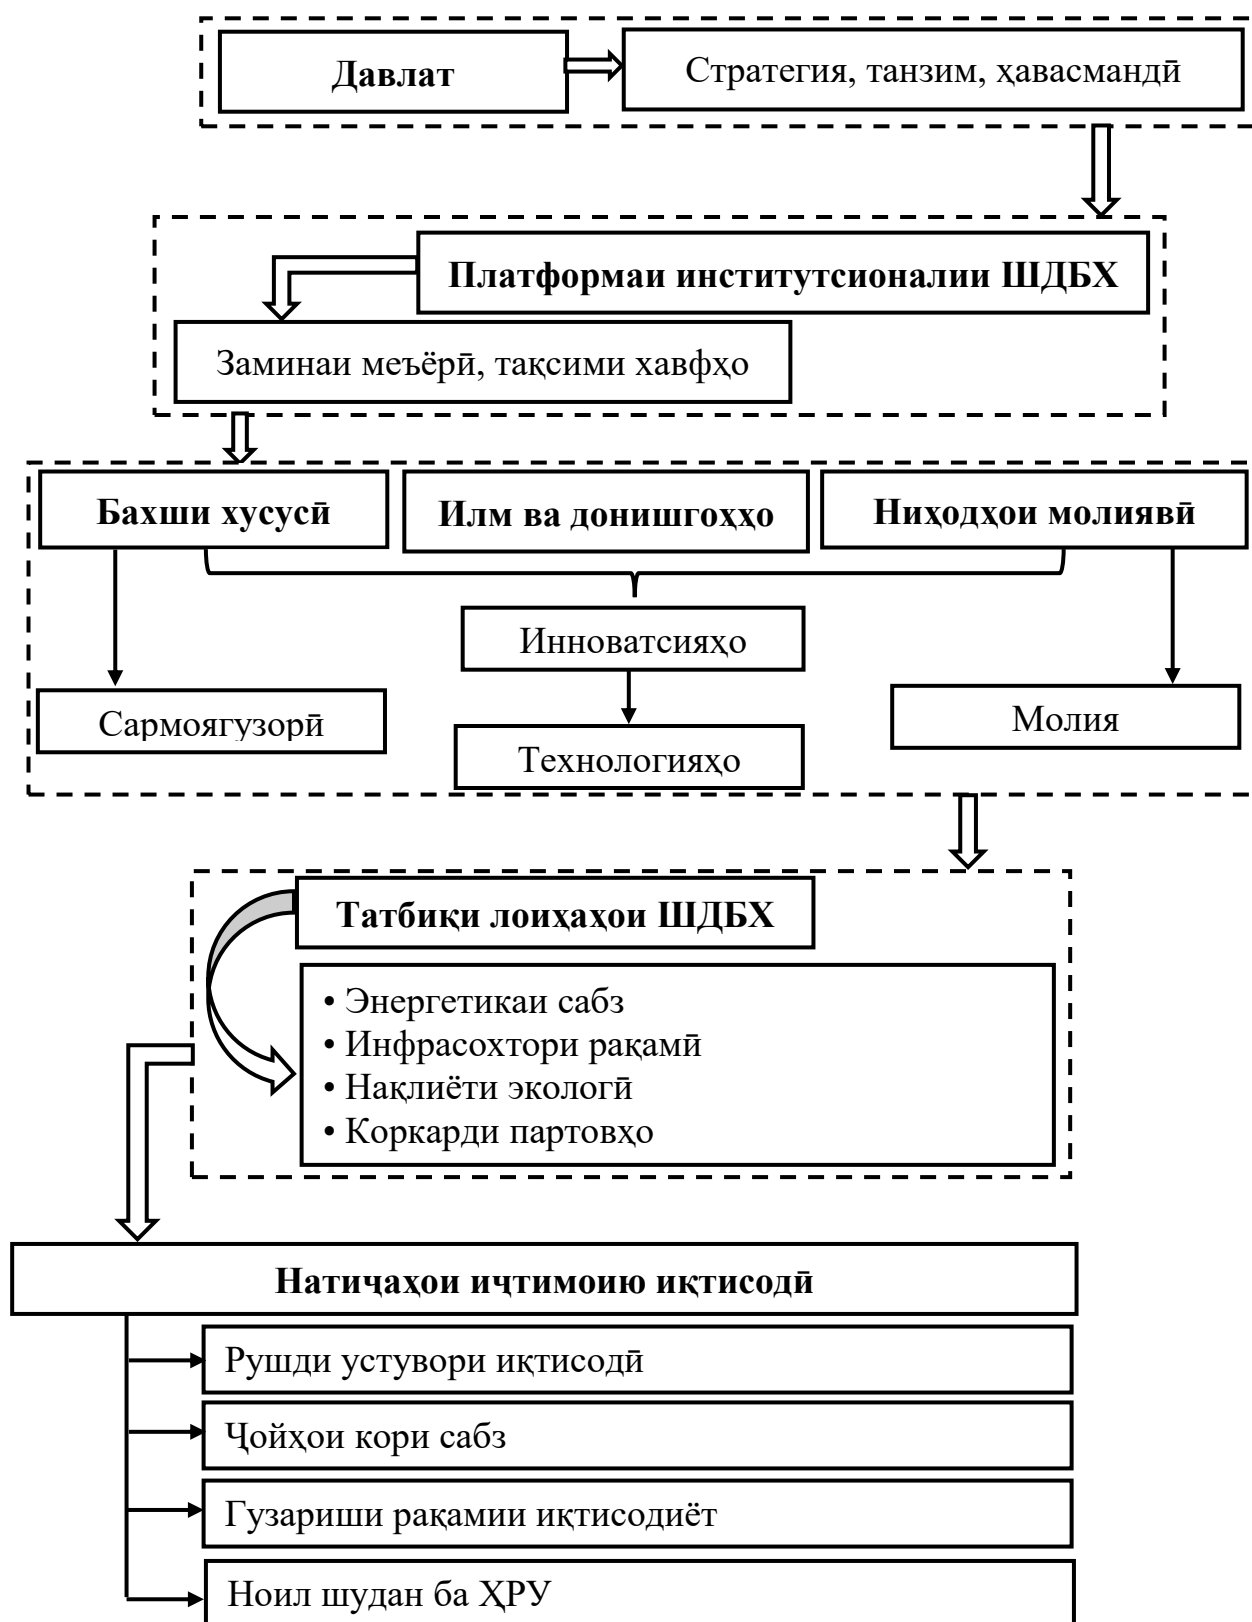 Давлат
Стратегия, танзим, ҳавасмандӣ
Платформаи институтсионалии ШДБХ
Заминаи меъёрӣ, тақсими хавфҳо
Бахши хусусӣ
Илм ва донишгоҳҳо
Ниҳодҳои молиявӣ
Инноватсияҳо
Сармоягузорӣ
Молия
Технологияҳо
Татбиқи лоиҳаҳои ШДБХ
• Энергетикаи сабз
• Инфрасохтори рақамӣ
• Нақлиёти экологӣ
• Коркарди партовҳо
Натиҷаҳои иҷтимоию иқтисодӣ
Рушди устувори иқтисодӣ
Ҷойҳои кори сабз
Гузариши рақамии иқтисодиёт
Ноил шудан ба ҲРУ